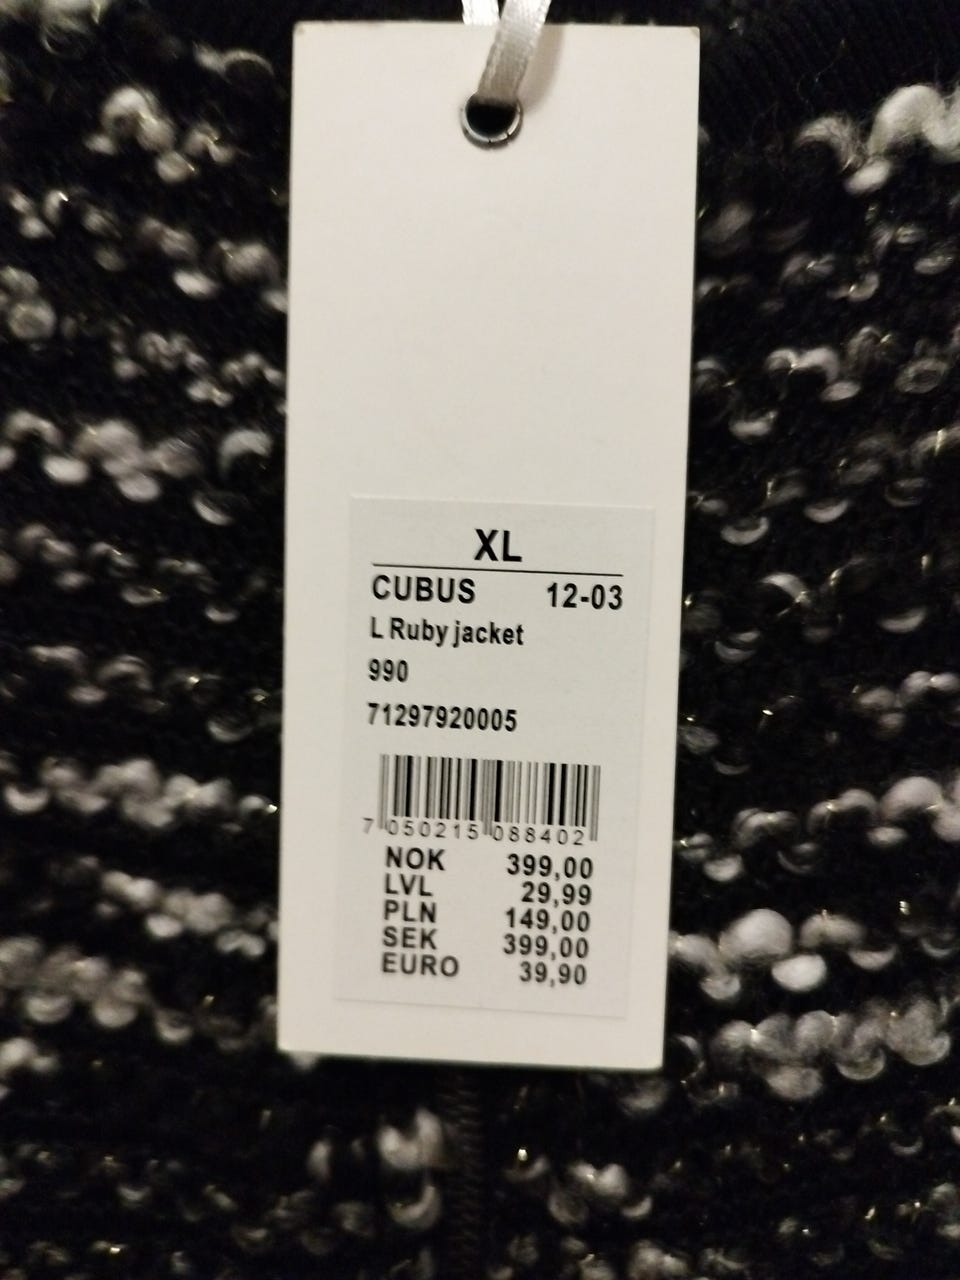 XL
CUBUS 12-03
L Ruby jacket
990
71297920005
7 050215 088402
NOK 399,00
LVL 29,99
PLN 149,00
SEK 399,00
EURO 39,90